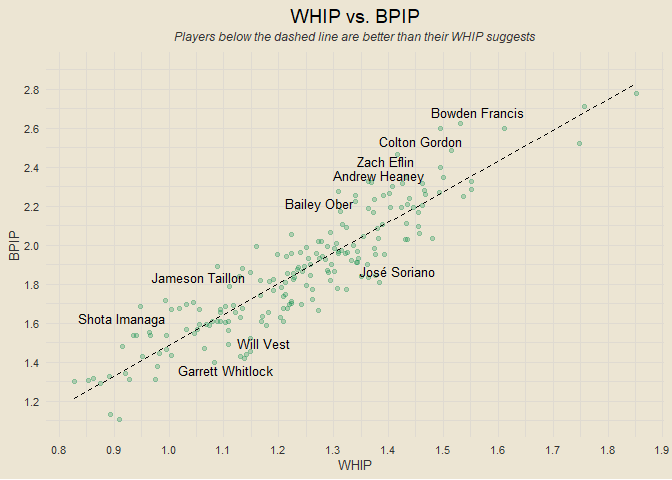 WHIP vs. BPIP
Players below the dashed line are better than their WHIP suggests
BPIP
2.8
2.6
2.4
2.2
2.0
1.8
1.6
1.4
1.2
Bowden Francis
Colton Gordon
Zach Eflin
Andrew Heaney
Bailey Ober
José Soriano
Jameson Taillon
Shota Imanaga
Will Vest
Garrett Whitlock
0.8 0.9 1.0 1.1 1.2 1.3 1.4 1.5 1.6 1.7 1.8 1.9
WHIP